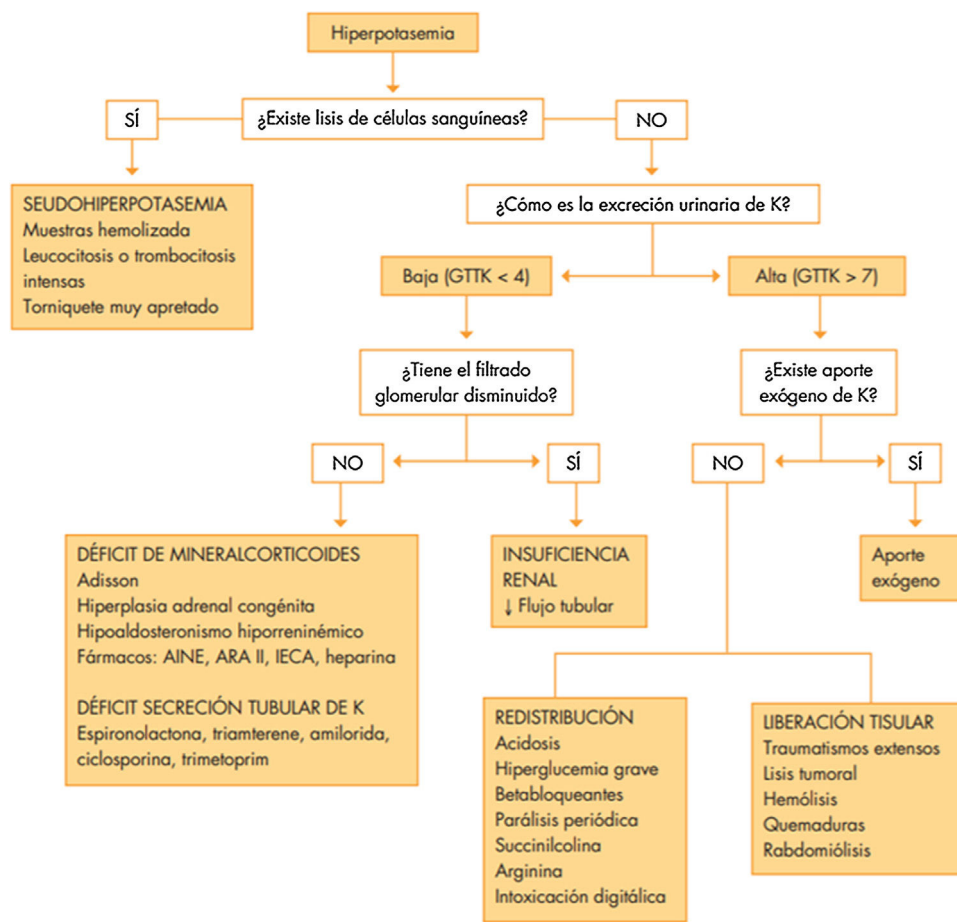 Hiperpotasemia
SÍ
¿Existe lisis de células sanguíneas?
NO
SEUDOHIPERPOTASEMIA
Muestras hemolizada
Leucocitosis o trombocitosis
intensas
Torniquete muy apretado
¿Cómo es la excreción urinaria de K?
Baja (GTTK < 4)
Alta (GTTK > 7)
¿Tiene el filtrado
glomerular disminuido?
¿Existe aporte
exógeno de K?
NO
SÍ
NO
SÍ
DÉFICIT DE MINERALCORTICOIDES
Adisson
Hiperplasia adrenal congénita
Hipoaldosteronismo hiporreninémico
Fármacos: AINE, ARA II, IECA, heparina
DÉFICIT SECRECIÓN TUBULAR DE K
Espironolactona, triamterene, amilorida,
ciclosporina, trimetoprim
INSUFICIENCIA
RENAL
↓ Flujo tubular
Aporte
exógeno
REDISTRIBUCIÓN
Acidosis
Hiperglucemia grave
Betabloqueantes
Parálisis periódica
Succinilcolina
Arginina
Intoxicación digitálica
LIBERACIÓN TISULAR
Traumatismos extensos
Lisis tumoral
Hemólisis
Quemaduras
Rabdomiólisis